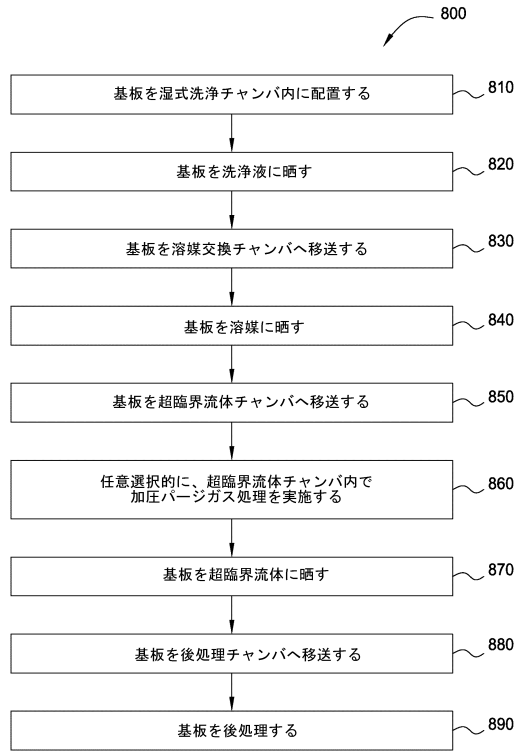 800
基板を湿式洗浄チャンバ内に配置する
810
基板を洗浄液に晒す
820
基板を溶媒交換チャンバへ移送する
830
基板を溶媒に晒す
840
基板を超臨界流体チャンバへ移送する
850
任意選択的に、超臨界流体チャンバ内で
加圧パージガス処理を実施する
860
基板を超臨界流体に晒す
870
基板を後処理チャンバへ移送する
880
基板を後処理する
890